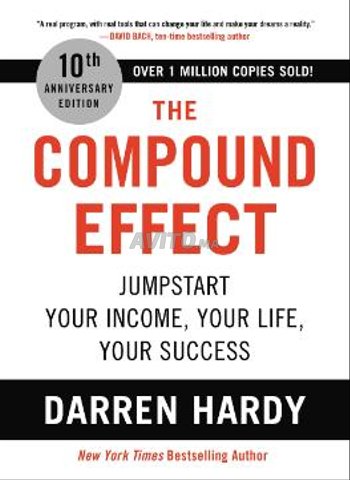 "A real program, with real tools that can change your life and make your dreams a reality."
—DAVID BACH, ten-time bestselling author
10th
ANNIVERSARY
EDITION
OVER 1 MILLION COPIES SOLD!
THE
COMPOUND
EFFECT
AVITO.ma
JUMPSTART
YOUR INCOME, YOUR LIFE,
YOUR SUCCESS
DARREN HARDY
New York Times Bestselling Author